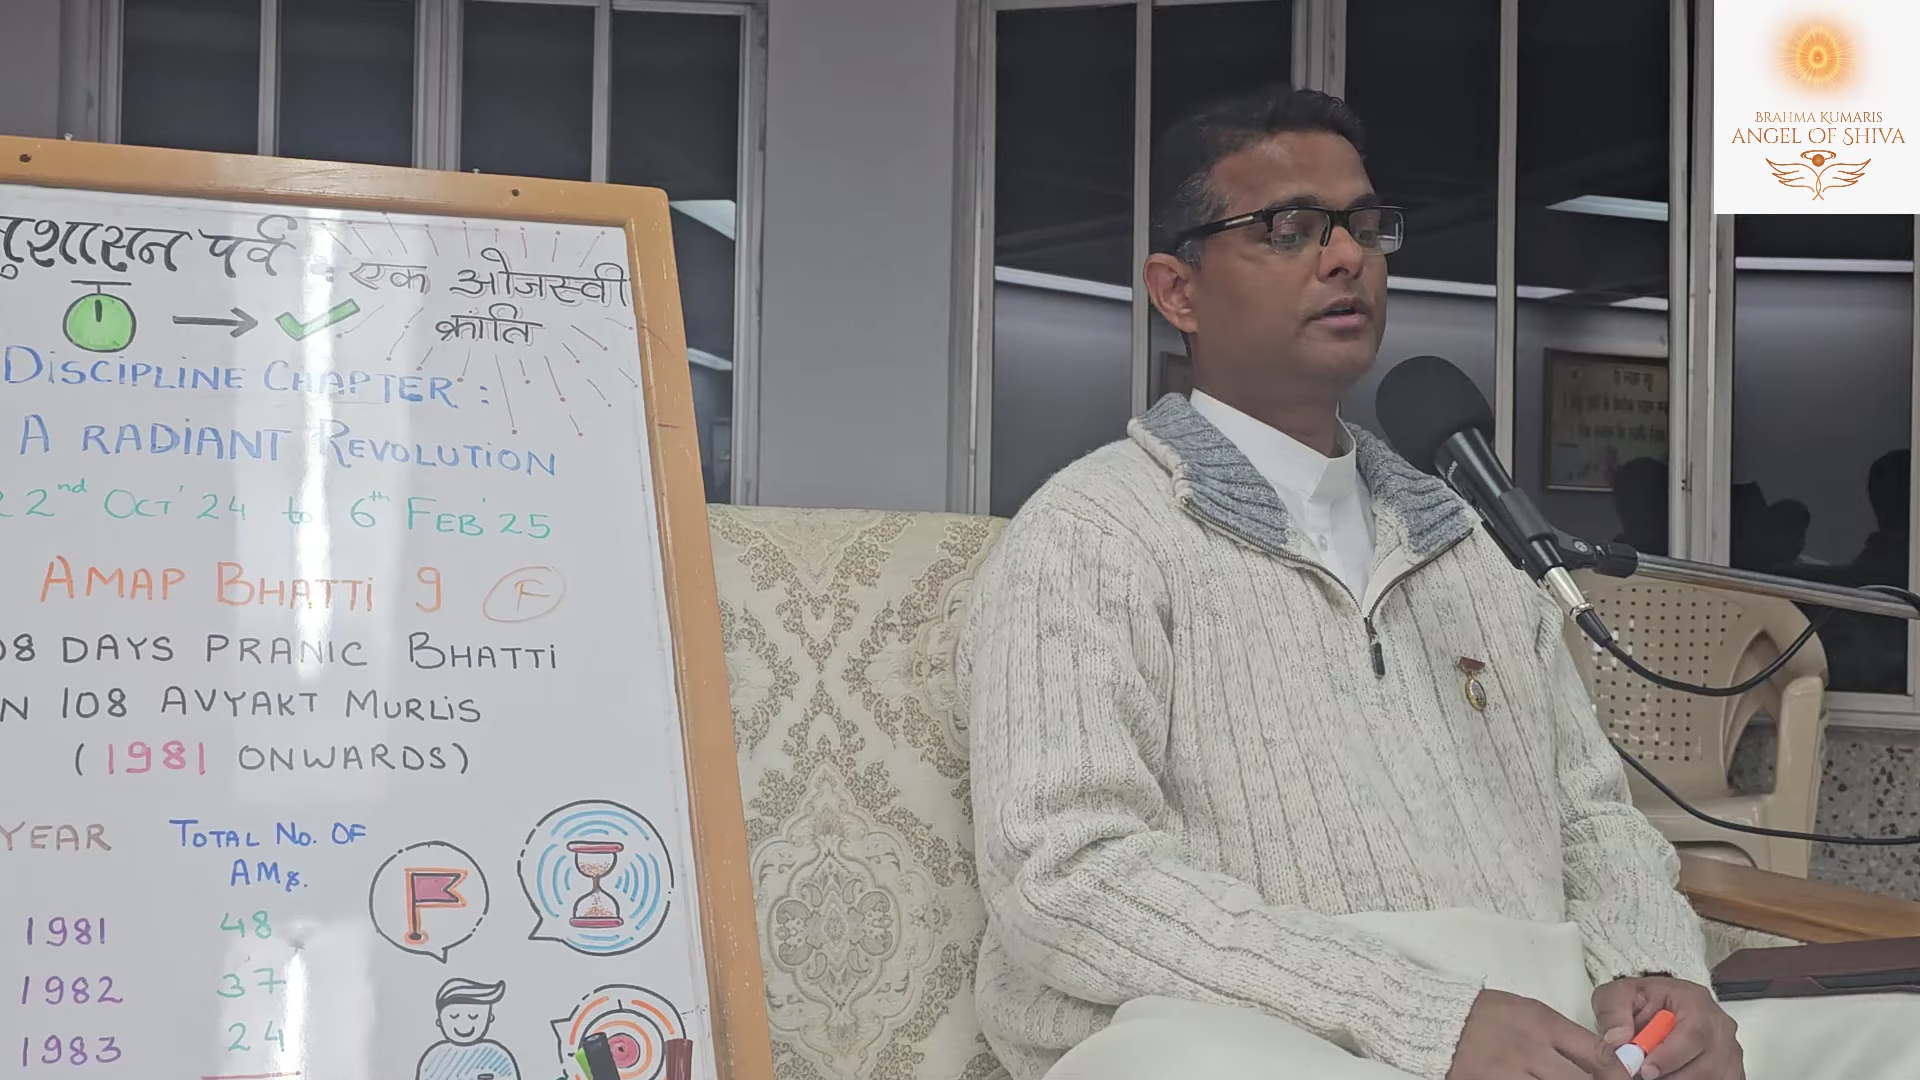 BRAHMA KUMARIS
ANGEL OF SHIVA
नुशासन पर्व : एक ओजस्वी
क्रांति
DISCIPLINE CHAPTER :
A RADIANT REVOLUTION
22nd OCT'24 to 6th FEB'25
AMAP BHATTI 9 F
08 DAYS PRANIC BHATTI
N 108 AVYAKT MURLIS
(1981 ONWARDS)
YEAR TOTAL NO. OF
AMs.
1981 48
1982 37
1983 24